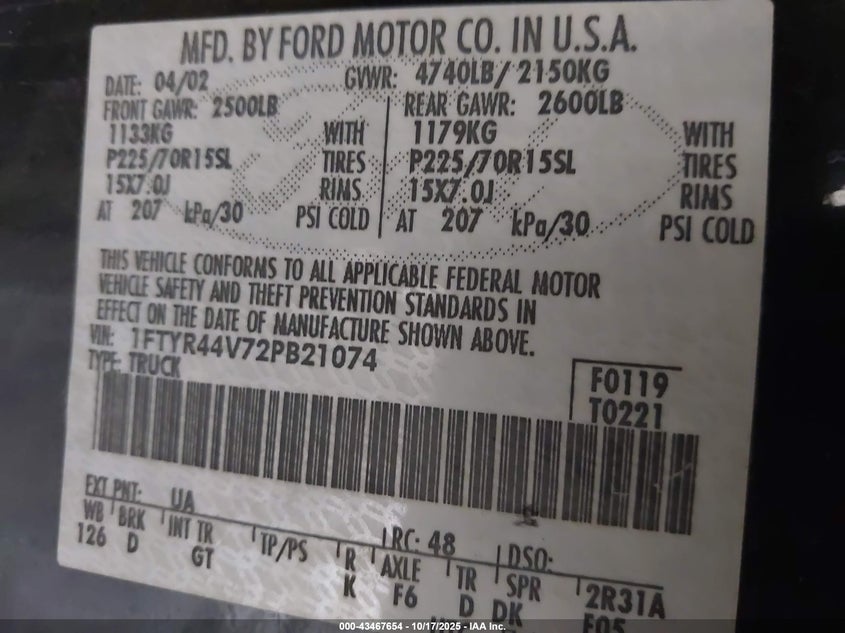 MFD. BY FORD MOTOR CO. IN U.S.A.
DATE: 04/02 GVWR: 4740LB/ 2150KG
FRONT GAWR: 2500LB REAR GAWR: 2600LB
1133KG WITH 1179KG WITH
P225/70R15SL TIRES P225/70R15SL TIRES
15X7.0J RIMS 15X7.0J RIMS
AT 207 kPa/30 PSI COLD AT 207 kPa/30 PSI COLD
THIS VEHICLE CONFORMS TO ALL APPLICABLE FEDERAL MOTOR
VEHICLE SAFETY AND THEFT PREVENTION STANDARDS IN
EFFECT ON THE DATE OF MANUFACTURE SHOWN ABOVE.
VIN: 1FTYR44V72PB21074
TYPE: TRUCK
F0119
T0221
EXT PNT: UA RC: 48 DSO:
WB BRK INT TR TP/PS R AXLE TR SPR 2R31A
126 D GT K F6 D DK F05
000-43467654 - 10/17/2025 - IAA Inc.